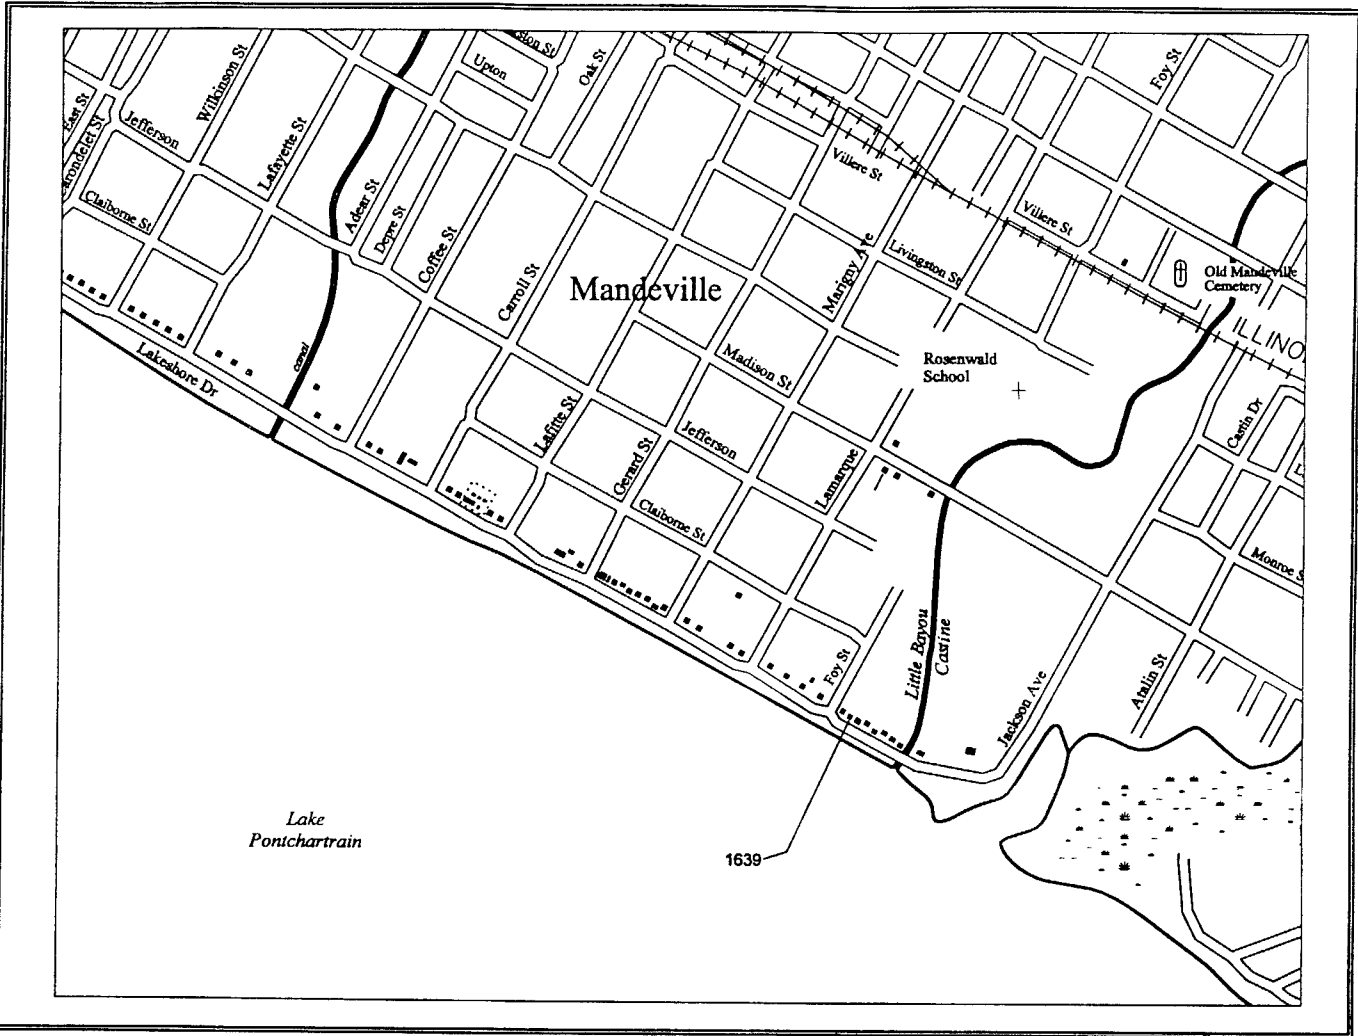 Wilkinson St
Upton
Oak St
Foy St
East St
Jefferson
Lafayette St
Villere St
Claiborne St
Adear St
Depre St
Coffee St
Villere St
Marigny Ave
Livingston St
Old Mandeville
Cemetery
Carroll St
Mandeville
Lakeshore Dr
canal
Madison St
Rosenwald
School
Lafitte St
Gerard St
Jefferson
Lamarque
Castin Dr
Claiborne St
Monroe S
Foy St
Little Bayou
Castine
Jackson Ave
Atalin St
Lake
Pontchartrain
1639